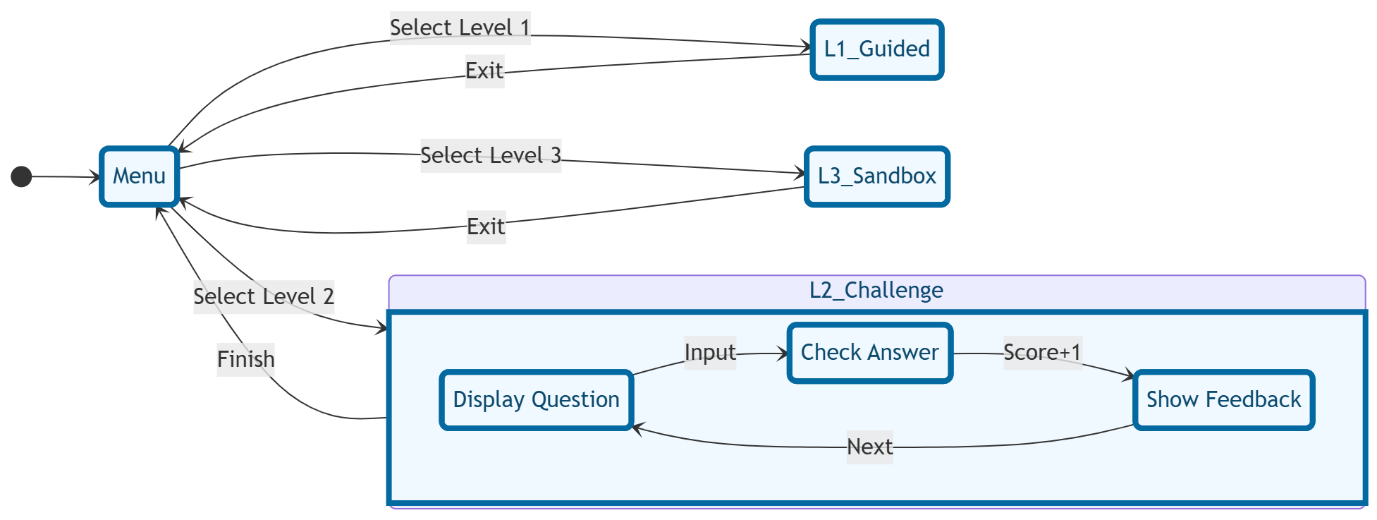 Select Level 1
L1_Guided
Exit
Menu
Select Level 3
L3_Sandbox
Exit
Select Level 2
Finish
L2_Challenge
Display Question
Input
Check Answer
Score+1
Show Feedback
Next